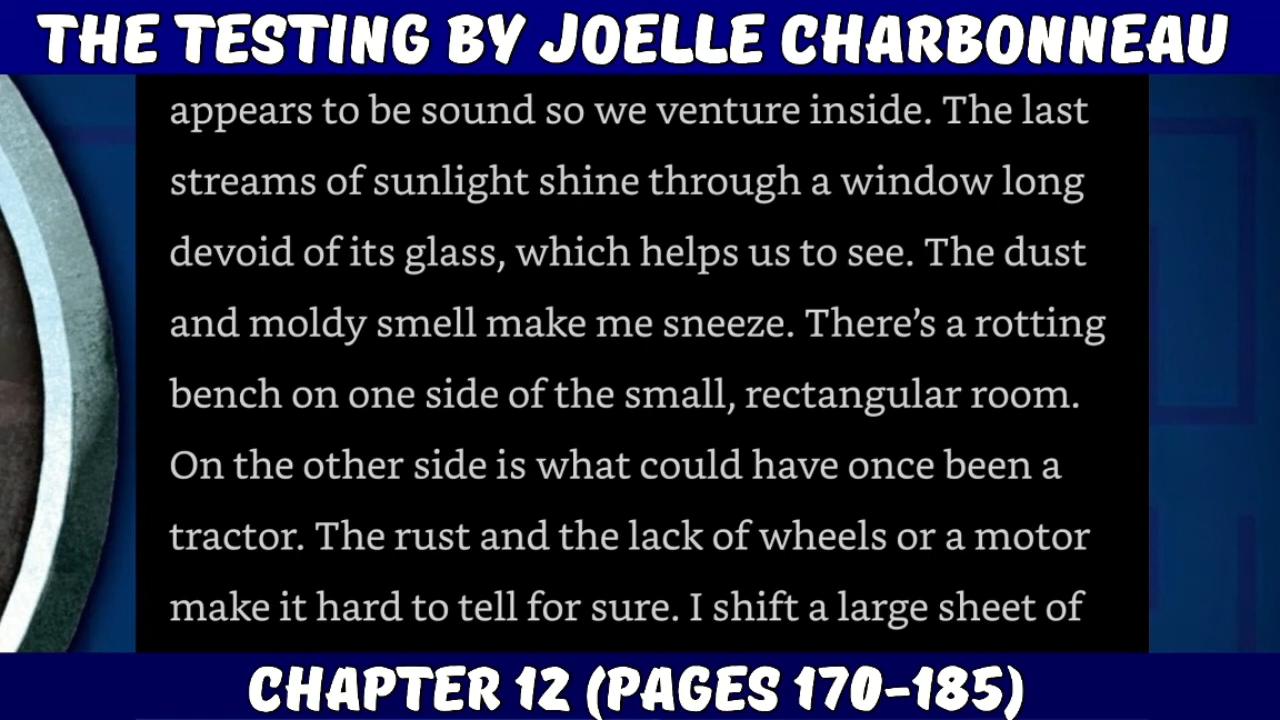 THE TESTING BY JOELLE CHARBONNEAU
appears to be sound so we venture inside. The last
streams of sunlight shine through a window long
devoid of its glass, which helps us to see. The dust
and moldy smell make me sneeze. There’s a rotting
bench on one side of the small, rectangular room.
On the other side is what could have once been a
tractor. The rust and the lack of wheels or a motor
make it hard to tell for sure. I shift a large sheet of
CHAPTER 12 (PAGES 170-185)